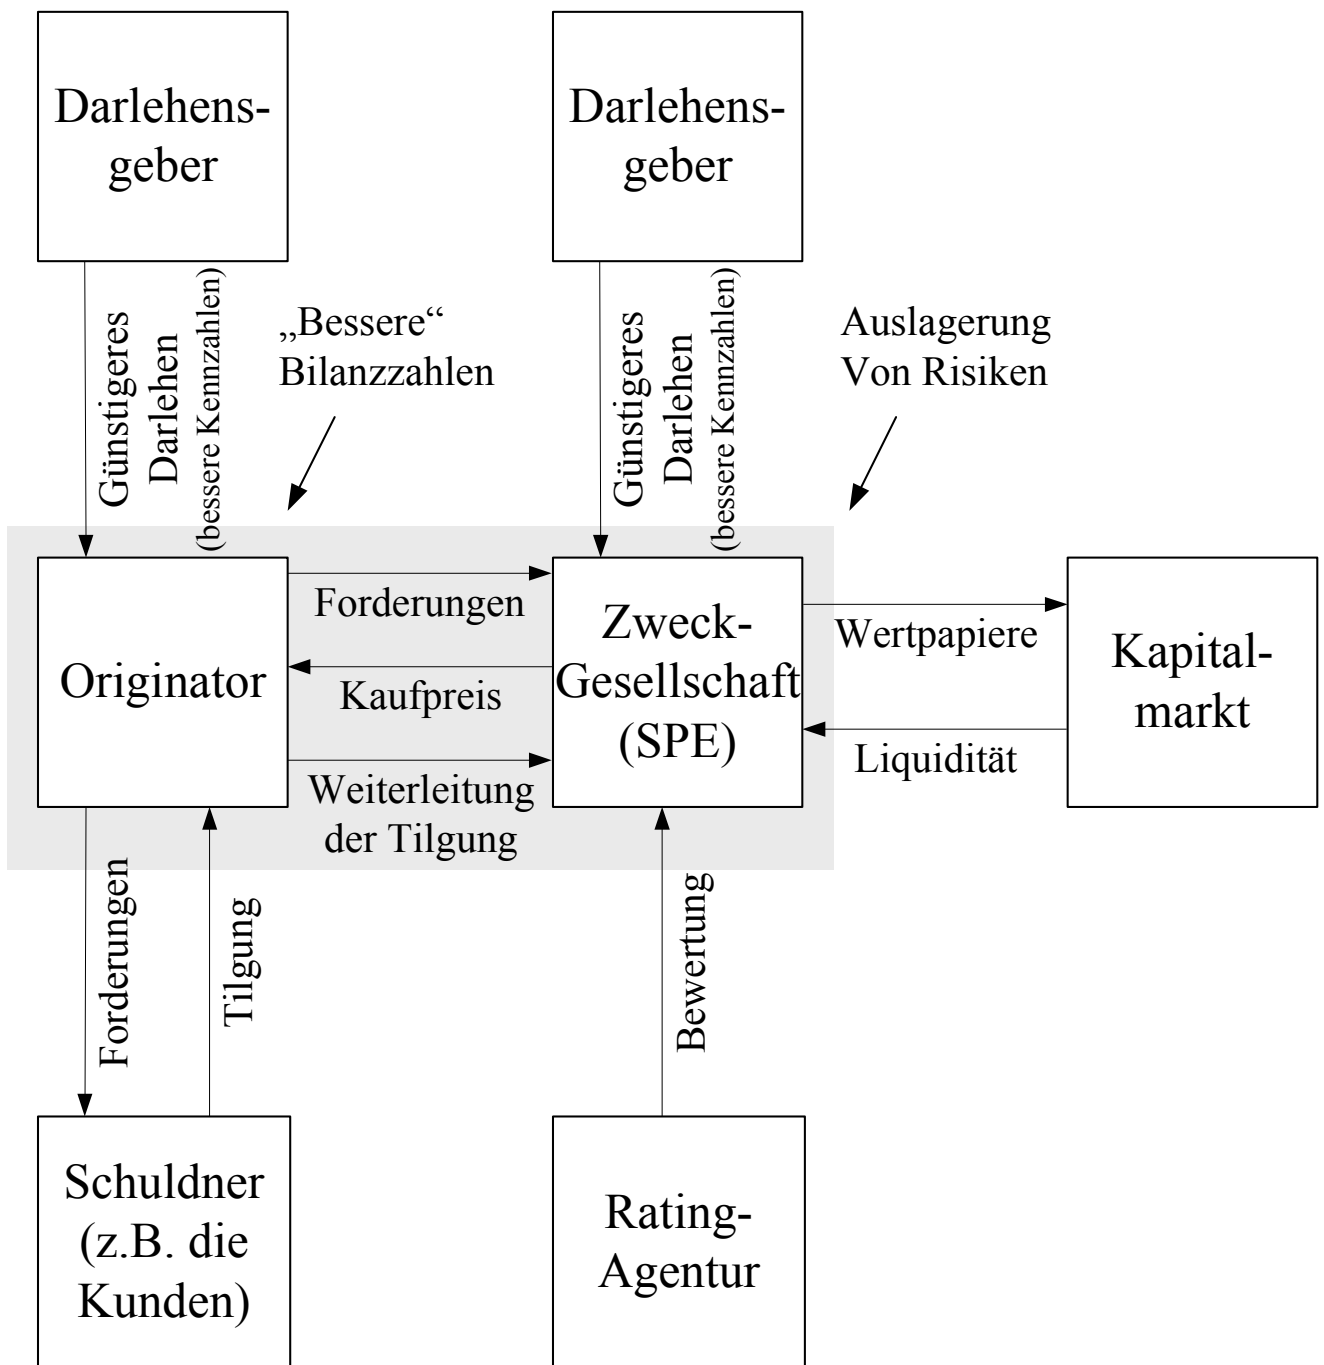 Darlehens-
geber
Darlehens-
geber
Günstigeres
Darlehen
(bessere Kennzahlen)
„Bessere“
Bilanzzahlen
Günstigeres
Darlehen
(bessere Kennzahlen)
Auslagerung
Von Risiken
Originator
Forderungen
Kaufpreis
Weiterleitung
der Tilgung
Zweck-
Gesellschaft
(SPE)
Wertpapiere
Liquidität
Kapital-
markt
Forderungen
Tilgung
Bewertung
Schuldner
(z.B. die
Kunden)
Rating-
Agentur